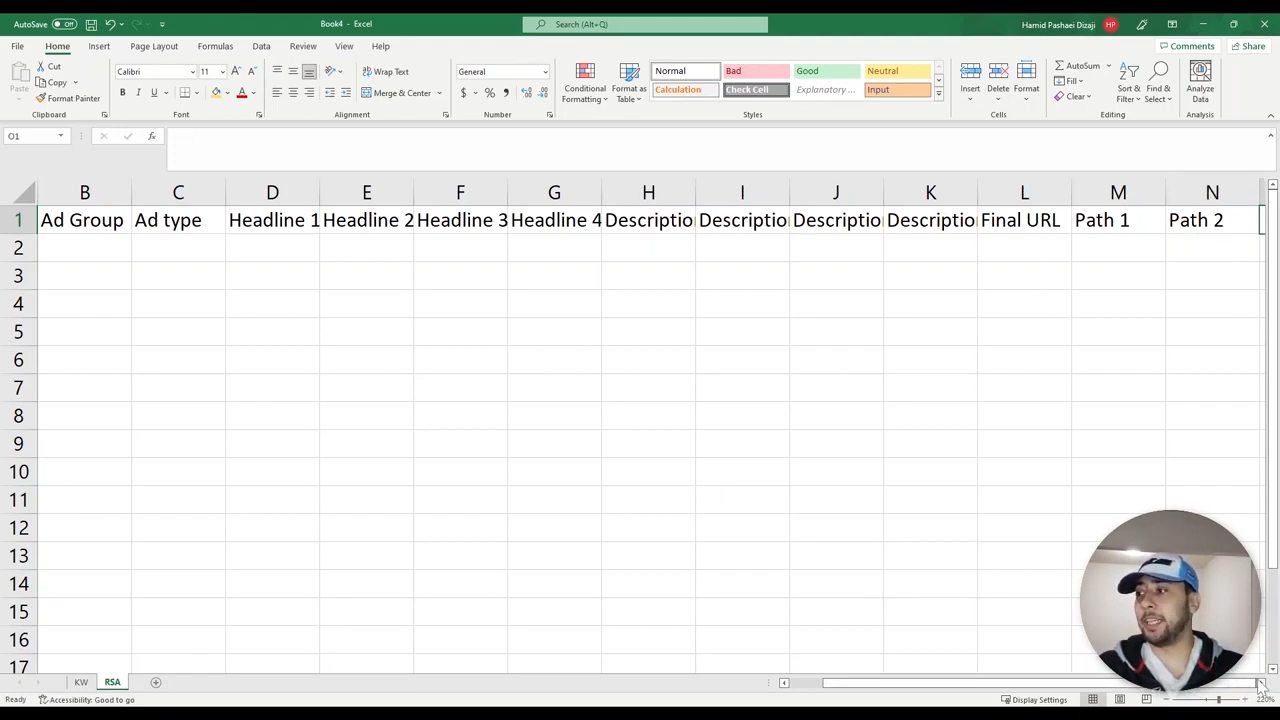 AutoSave Off
Book4 - Excel
Search (Alt+Q)
Hamid Pashaei Dizaji HP
File Home Insert Page Layout Formulas Data Review View Help
Comments Share
Paste
Cut
Copy
Format Painter
Clipboard
Calibri 11
B I U
A
Font
Wrap Text
Merge & Center
Alignment
General
$ % ,
Number
Conditional
Formatting
Format as
Table
Normal Bad Good Neutral
Calculation Check Cell Explanatory ... Input
Styles
Insert Delete Format
Cells
AutoSum
Fill
Clear
Sort &
Filter
Find &
Select
Editing
Analyze
Data
Analysis
O1
fx
B C D E F G H I J K L M N
1 Ad Group Ad type Headline 1 Headline 2 Headline 3 Headline 4 Descriptio Descriptio Descriptio Descriptio Final URL Path 1 Path 2
2
3
4
5
6
7
8
9
10
11
12
13
14
15
16
17
KW RSA
Ready Accessibility: Good to go
Display Settings
220%